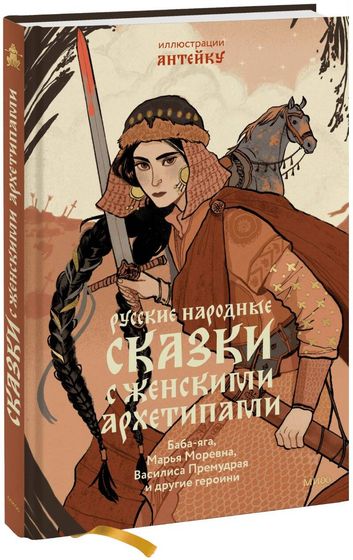 иллюстрации
АНТЕЙКУ
РУССКИЕ НАРОДНЫЕ
СКАЗКИ
С ЖЕНСКИМИ
АРХЕТИПАМИ
Баба-яга,
Марья Моревна,
Василиса Премудрая
и другие героини
МИФ
СКАЗКИ С ЖЕНСКИМИ АРХЕТИПАМИ